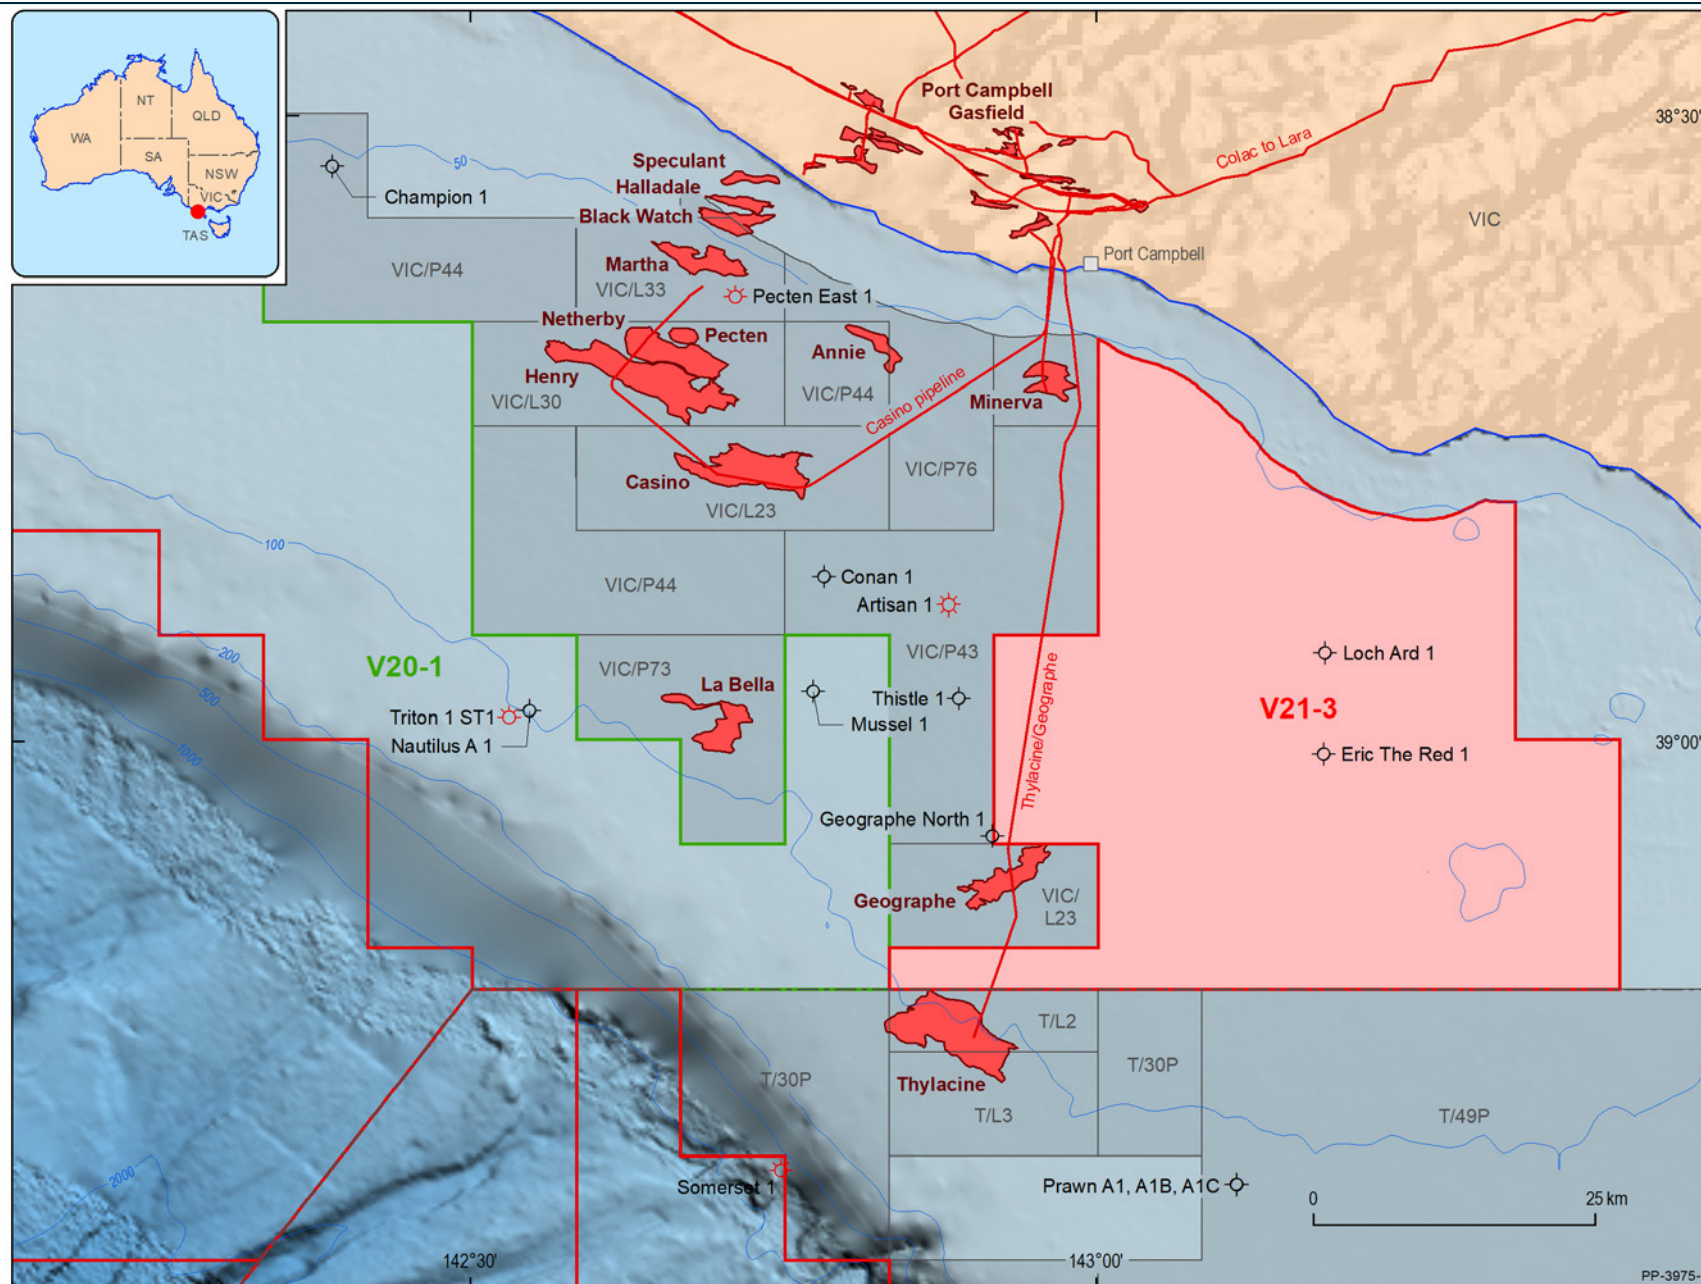 NT
QLD
WA
SA
NSW
VIC
TAS
Port Campbell
Gasfield
38°30'
Colac to Lara
50
Speculant
Champion 1
Halladale
Black Watch
VIC
Port Campbell
VIC/P44
Martha
VIC/L33
Pecten East 1
Netherby
Pecten
Annie
Henry
VIC/L30
VIC/P44
Minerva
Casino pipeline
VIC/P76
Casino
VIC/L23
100
VIC/P44
Conan 1
Artisan 1
200
V20-1
VIC/P73
VIC/P43
Loch Ard 1
500
La Bella
Thistle 1
V21-3
Triton 1 ST1
Mussel 1
Nautilus A 1
1000
39°00'
Eric The Red 1
Thylacine/Geographe
Geographe North 1
Geographe
VIC/
L23
T/L2
T/30P
T/30P
Thylacine
T/L3
T/49P
2000
Somerset 1
Prawn A1, A1B, A1C
0
25 km
142°30'
143°00'
PP-3975-